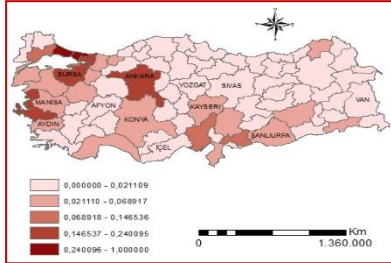 BURSA
ANKARA
YOZGAT
SIVAS
MANISA
AFYON
KAYSERI
VAN
AYDIN
KONYA
İÇEL
ŞANLIURFA
0,000000 - 0,021109
0,021110 - 0,068917
0,068918 - 0,146536
0,146537 - 0,240095
0,240096 - 1,000000
Km
0
1.360.000